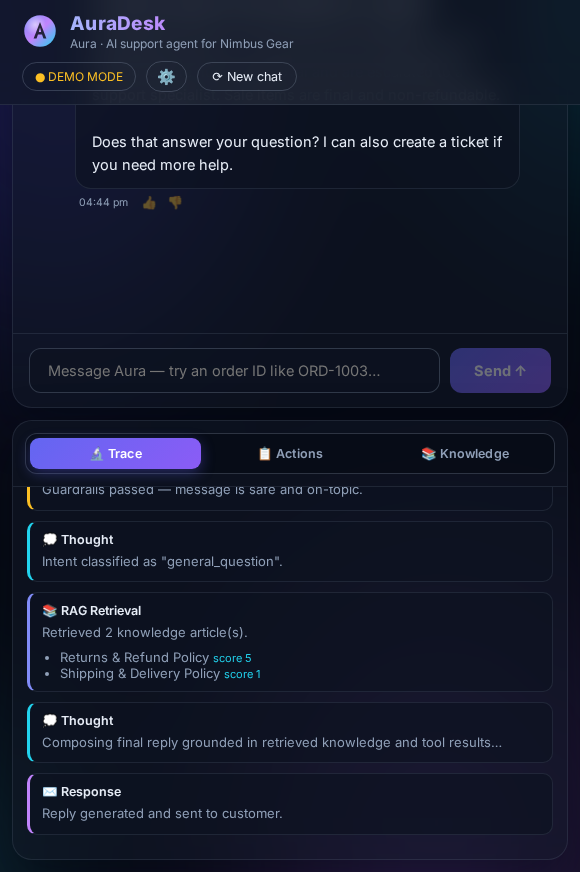 AuraDesk
Aura · AI support agent for Nimbus Gear
DEMO MODE
⚙️
⟳ New chat
Does that answer your question? I can also create a ticket if
you need more help.
04:44 pm 👍 👎
Message Aura — try an order ID like ORD-1003...
Send ↑
🔬 Trace
📋 Actions
📚 Knowledge
Guardrails passed — message is safe and on-topic.
💭 Thought
Intent classified as "general_question".
📚 RAG Retrieval
Retrieved 2 knowledge article(s).
• Returns & Refund Policy score 5
• Shipping & Delivery Policy score 1
💭 Thought
Composing final reply grounded in retrieved knowledge and tool results...
✉️ Response
Reply generated and sent to customer.